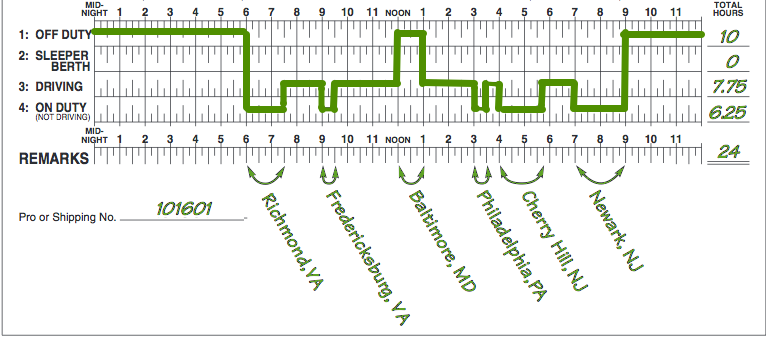 MID-
NIGHT 1 2 3 4 5 6 7 8 9 10 11 NOON 1 2 3 4 5 6 7 8 9 10 11 TOTAL HOURS
1: OFF DUTY 10
2: SLEEPER
BERTH 0
3: DRIVING 7.75
4: ON DUTY 6.25
(NOT DRIVING)
MID-
NIGHT 1 2 3 4 5 6 7 8 9 10 11 NOON 1 2 3 4 5 6 7 8 9 10 11
REMARKS 24
Pro or Shipping No. 101601
Richmond, VA
Fredericksburg, VA
Baltimore, MD
Philadelphia, PA
Cherry Hill, NJ
Newark, NJ